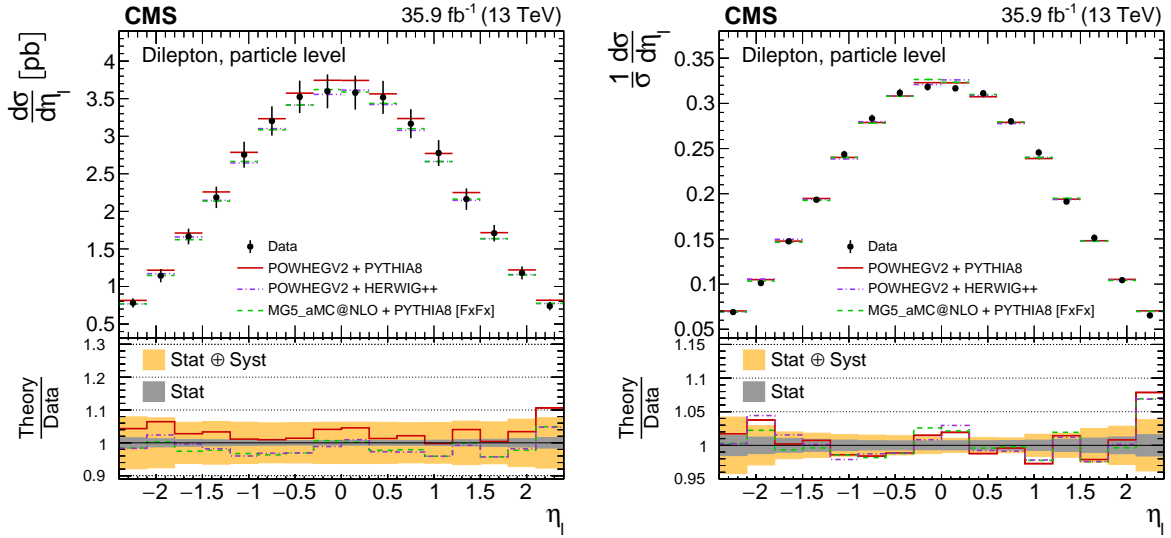 CMS 35.9 fb⁻¹ (13 TeV)
dσ/dη_l [pb]
Dilepton, particle level
4
3.5
3
2.5
2
1.5
1
0.5
Data
POWHEGV2 + PYTHIA8
POWHEGV2 + HERWIG++
MG5_aMC@NLO + PYTHIA8 [FxFx]
Theory/Data
1.3
1.2
1.1
1
0.9
Stat ⊕ Syst
Stat
−2 −1.5 −1 −0.5 0 0.5 1 1.5 2
η_l
CMS 35.9 fb⁻¹ (13 TeV)
1/σ dσ/dη_l
Dilepton, particle level
0.35
0.3
0.25
0.2
0.15
0.1
0.05
Data
POWHEGV2 + PYTHIA8
POWHEGV2 + HERWIG++
MG5_aMC@NLO + PYTHIA8 [FxFx]
Theory/Data
1.15
1.1
1.05
1
0.95
Stat ⊕ Syst
Stat
−2 −1.5 −1 −0.5 0 0.5 1 1.5 2
η_l